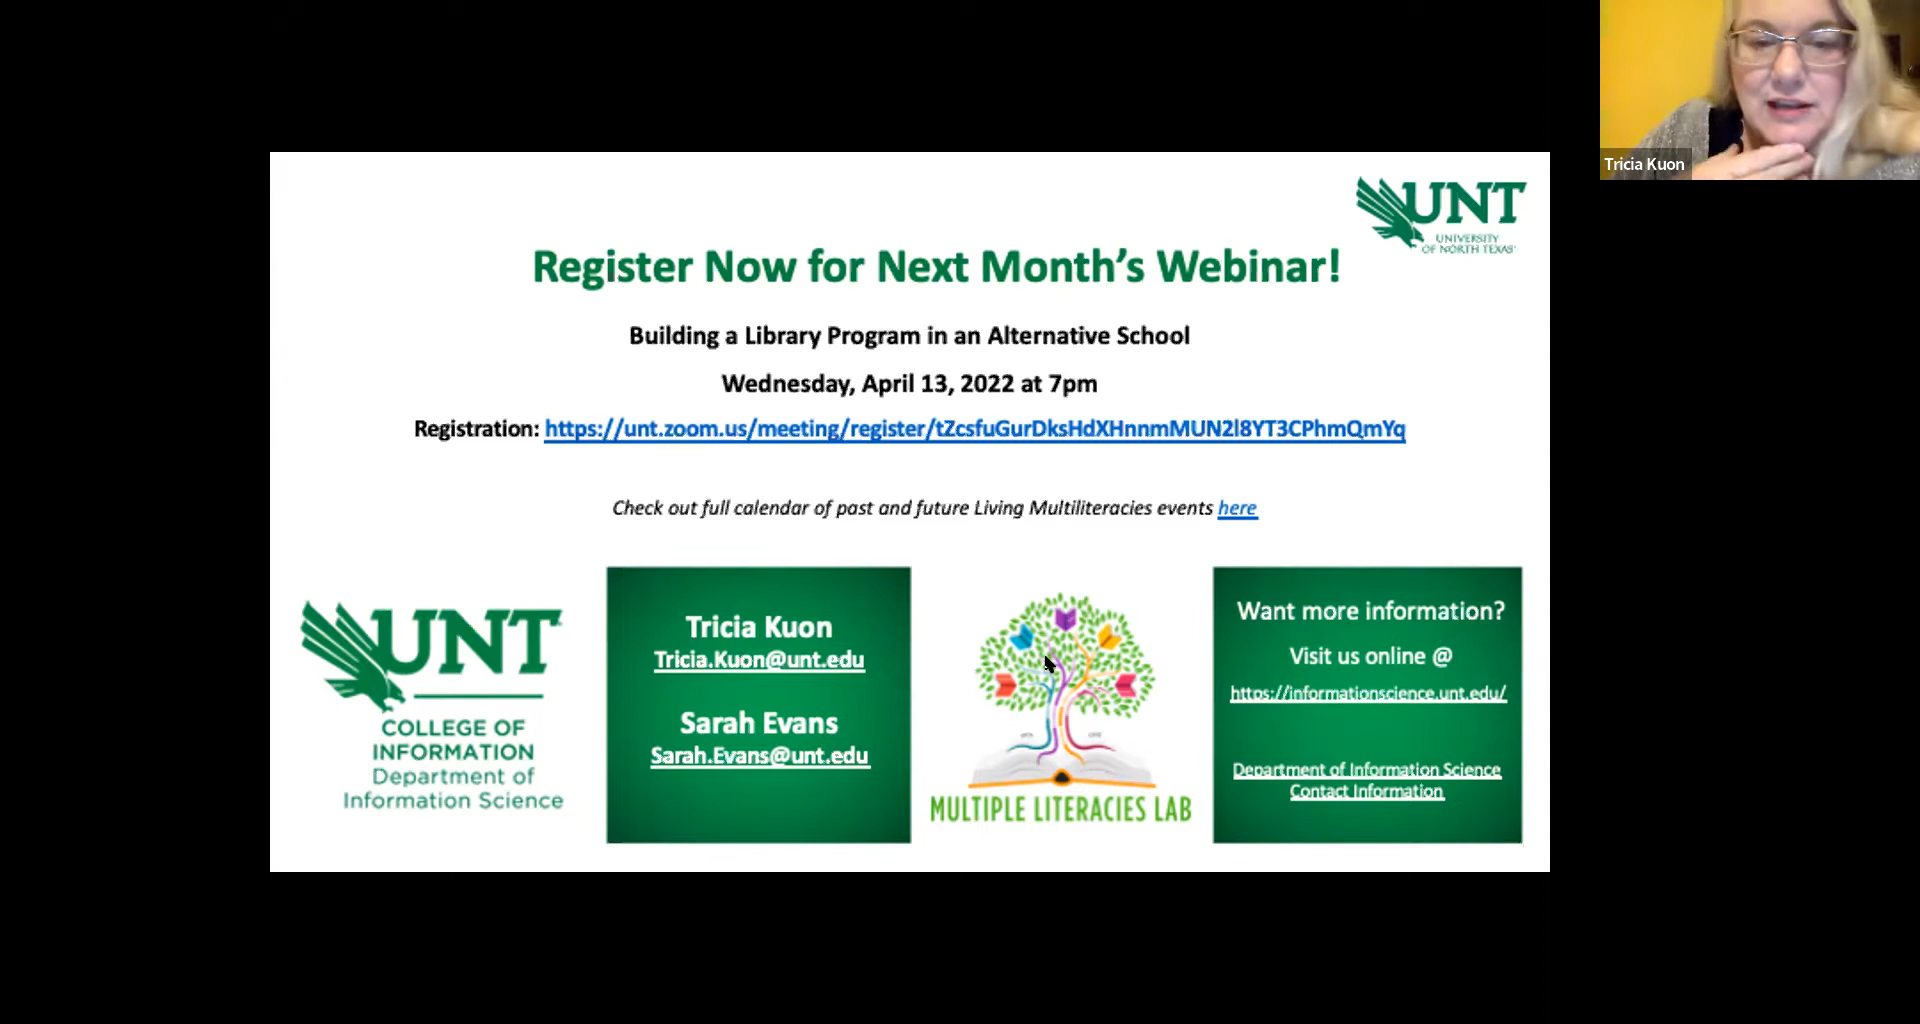 Tricia Kuon
UNT
UNIVERSITY
OF NORTH TEXAS
Register Now for Next Month's Webinar!
Building a Library Program in an Alternative School
Wednesday, April 13, 2022 at 7pm
Registration: https://unt.zoom.us/meeting/register/tZcsfuGurDksHdXHnnmMUN2l8YT3CPhmQmYq
Check out full calendar of past and future Living Multiliteracies events here
UNT
COLLEGE OF
INFORMATION
Department of
Information Science
Tricia Kuon
Tricia.Kuon@unt.edu
Sarah Evans
Sarah.Evans@unt.edu
MULTIPLE LITERACIES LAB
Want more information?
Visit us online @
https://informationscience.unt.edu/
Department of Information Science
Contact Information